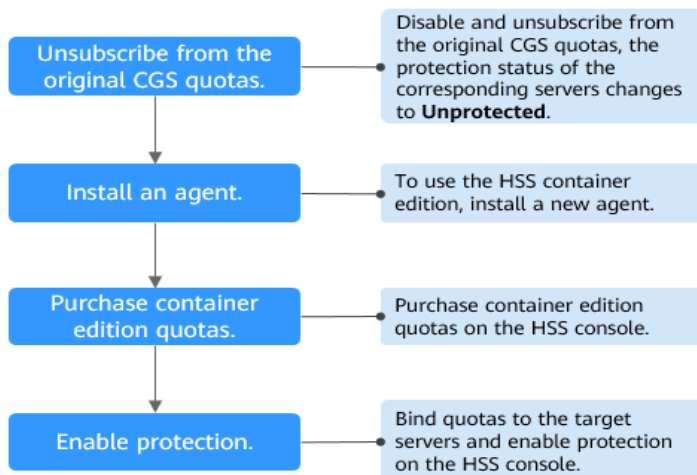 Unsubscribe from the
original CGS quotas.
Disable and unsubscribe from
the original CGS quotas, the
protection status of the
corresponding servers changes
to Unprotected.
Install an agent.
To use the HSS container
edition, install a new agent.
Purchase container
edition quotas.
Purchase container edition
quotas on the HSS console.
Enable protection.
Bind quotas to the target
servers and enable protection
on the HSS console.